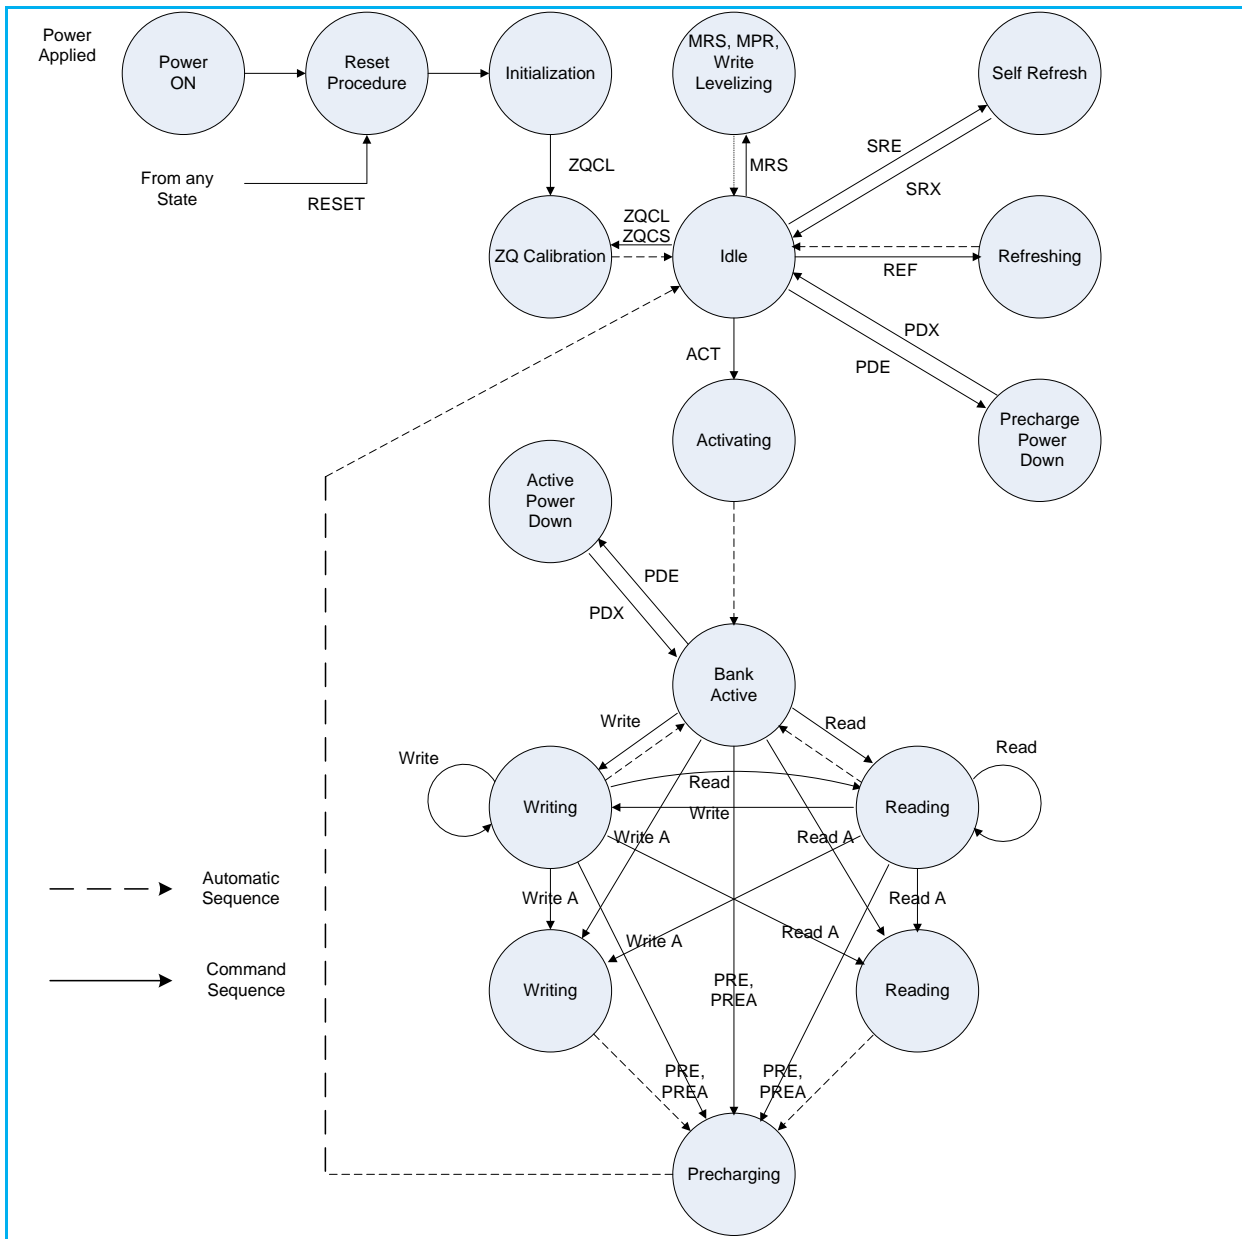 Power
Applied
Power
ON
Reset
Procedure
Initialization
MRS, MPR,
Write
Levelizing
Self Refresh
From any
State
RESET
ZQCL
MRS
SRE
SRX
ZQCL
ZQCS
ZQ Calibration
Idle
REF
Refreshing
ACT
PDX
PDE
Activating
Precharge
Power
Down
Active
Power
Down
PDE
PDX
Bank
Active
Write
Read
Write
Read
Writing
Read
Write
Reading
Write A
Read A
Automatic
Sequence
Write A
Read A
Write A
Read A
Command
Sequence
Writing
PRE,
PREA
Reading
PRE,
PREA
PRE,
PREA
Precharging